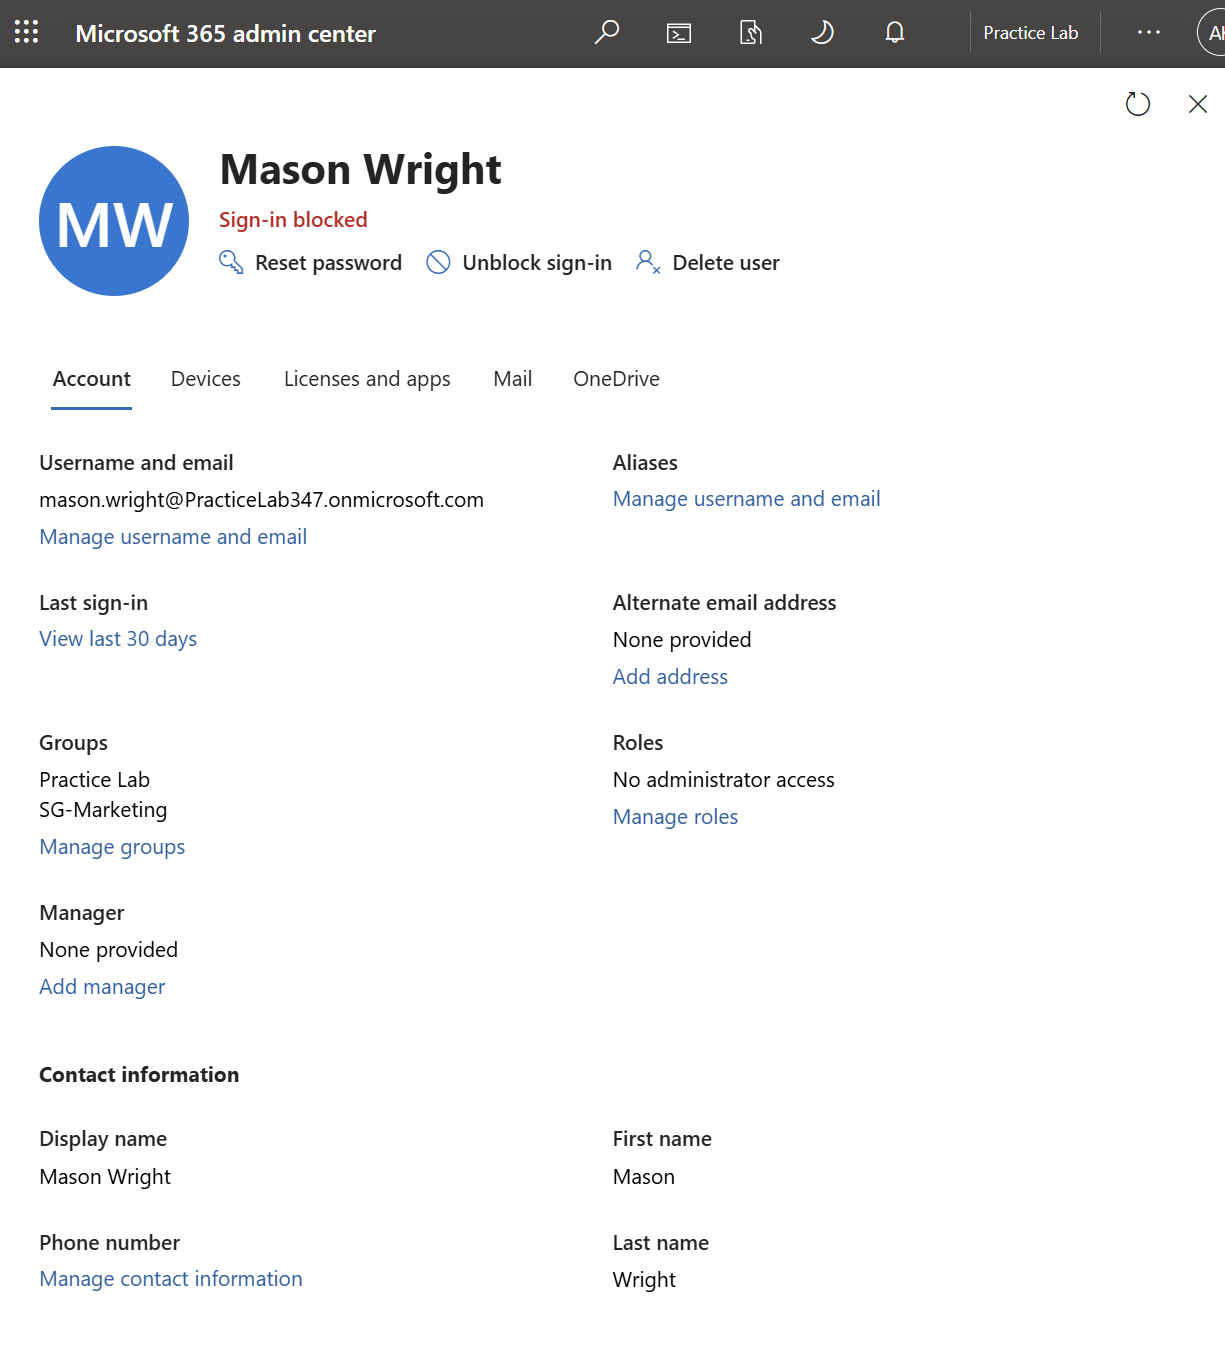 Microsoft 365 admin center
Practice Lab
Mason Wright
MW
Sign-in blocked
Reset password Unblock sign-in Delete user
Account Devices Licenses and apps Mail OneDrive
Username and email
mason.wright@PracticeLab347.onmicrosoft.com
Manage username and email
Aliases
Manage username and email
Last sign-in
View last 30 days
Alternate email address
None provided
Add address
Groups
Practice Lab
SG-Marketing
Manage groups
Roles
No administrator access
Manage roles
Manager
None provided
Add manager
Contact information
Display name
Mason Wright
First name
Mason
Phone number
Manage contact information
Last name
Wright